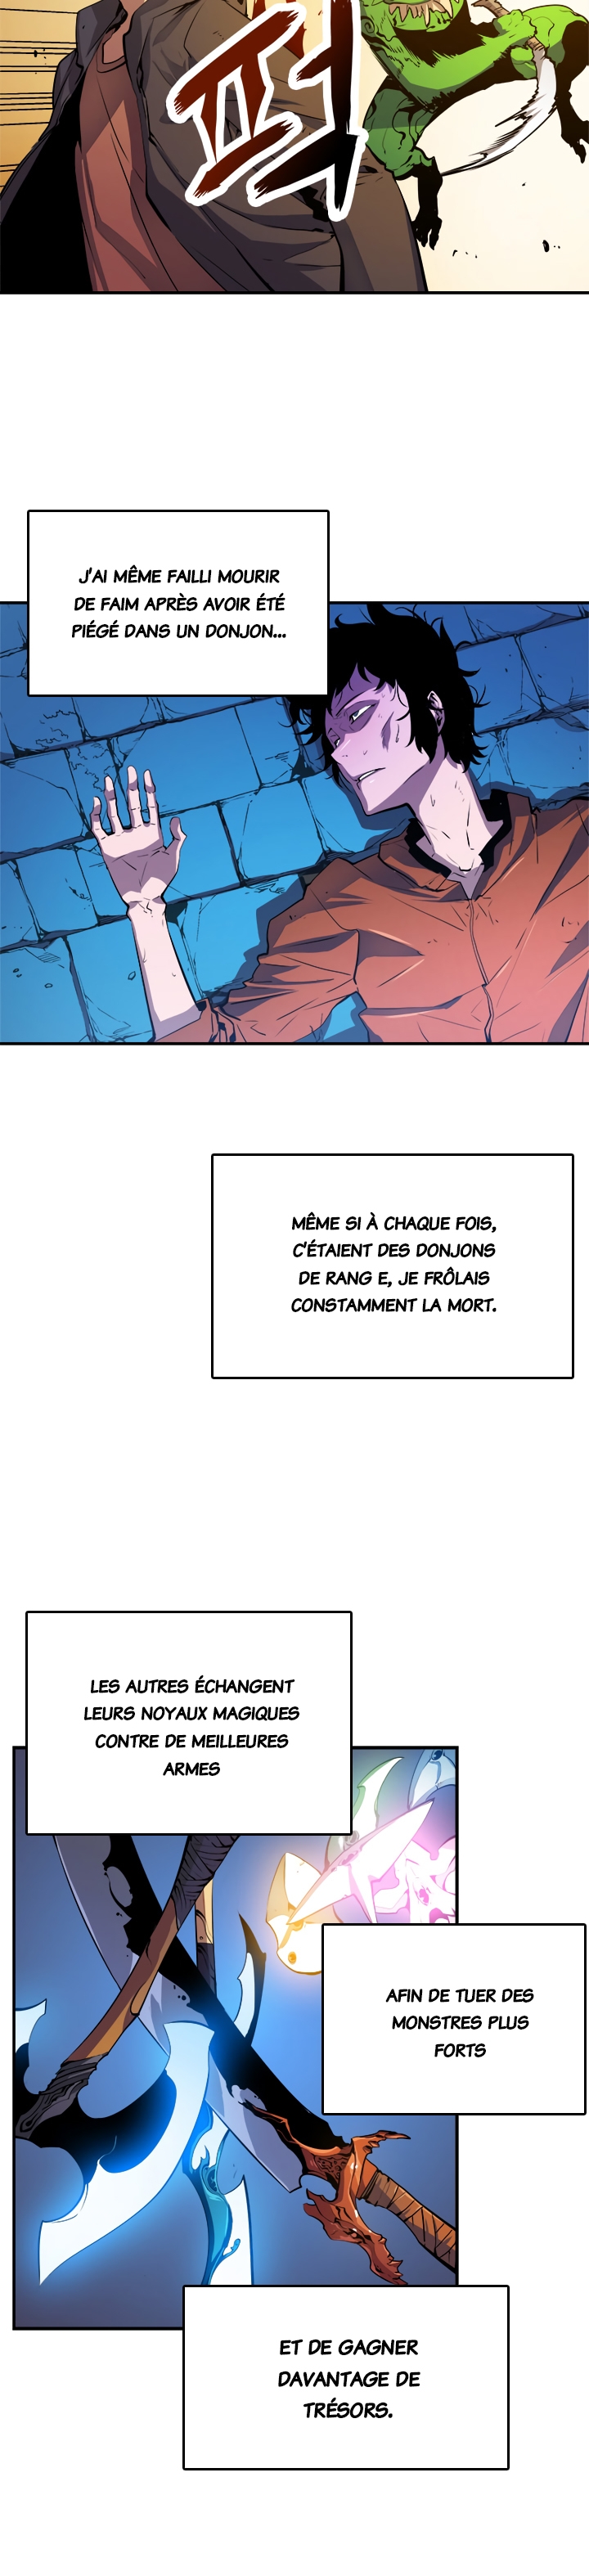 퍽
J'AI MÊME FAILLI MOURIR
DE FAIM APRÈS AVOIR ÉTÉ
PIÉGÉ DANS UN DONJON...
MÊME SI À CHAQUE FOIS,
C'ÉTAIENT DES DONJONS
DE RANG E, JE FRÔLAIS
CONSTAMMENT LA MORT.
LES AUTRES ÉCHANGENT
LEURS NOYAUX MAGIQUES
CONTRE DE MEILLEURES
ARMES
AFIN DE TUER DES
MONSTRES PLUS
FORTS
ET DE GAGNER
DAVANTAGE DE
TRÉSORS.